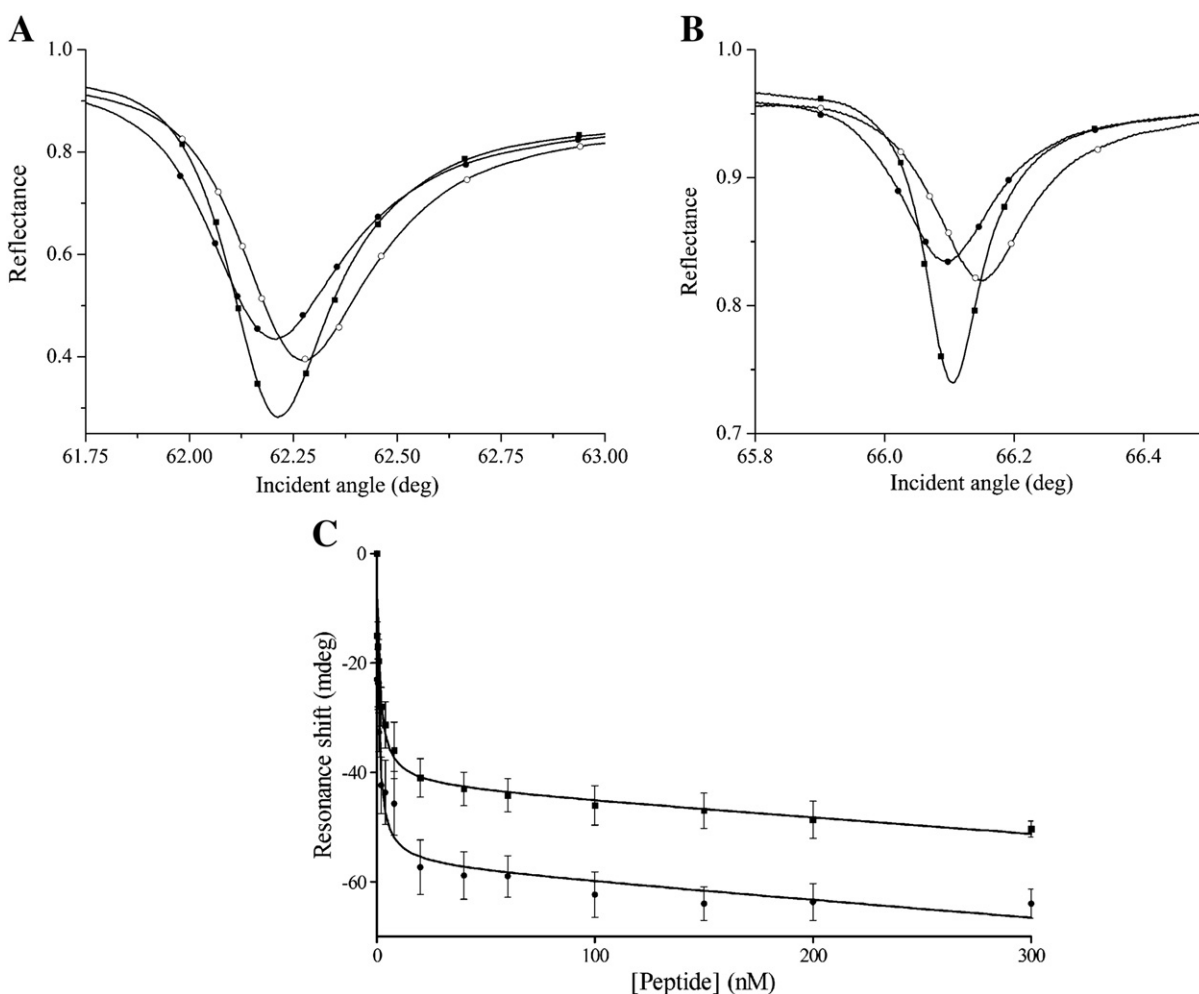 A
1.0
0.8
0.6
0.4
Reflectance
61.75 62.00 62.25 62.50 62.75 63.00
Incident angle (deg)
B
1.0
0.9
0.8
0.7
Reflectance
65.8 66.0 66.2 66.4
Incident angle (deg)
C
0
-20
-40
-60
Resonance shift (mdeg)
0 100 200 300
[Peptide] (nM)